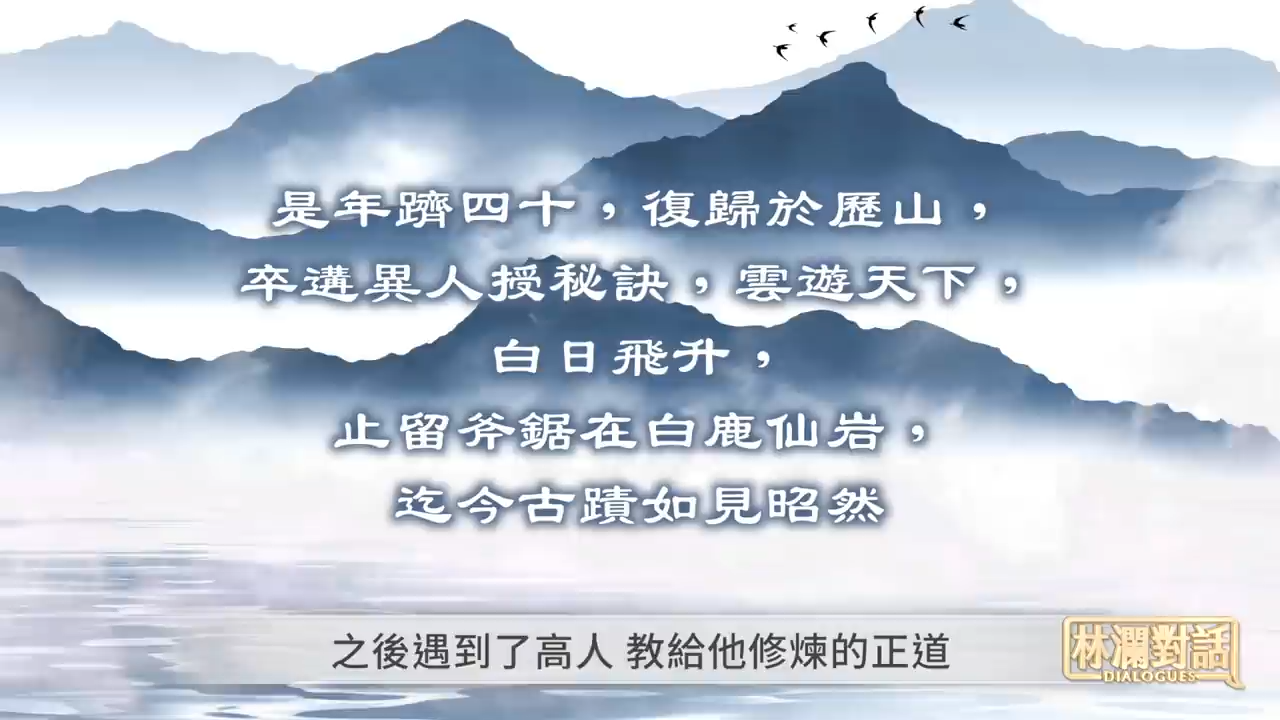 是年躋四十，復歸於歷山，
卒遘異人授秘訣，雲遊天下，
白日飛升，
止留斧鋸在白鹿仙岩，
迄今古蹟如見昭然
之後遇到了高人 教給他修煉的正道
林瀾對話
DIALOGUES